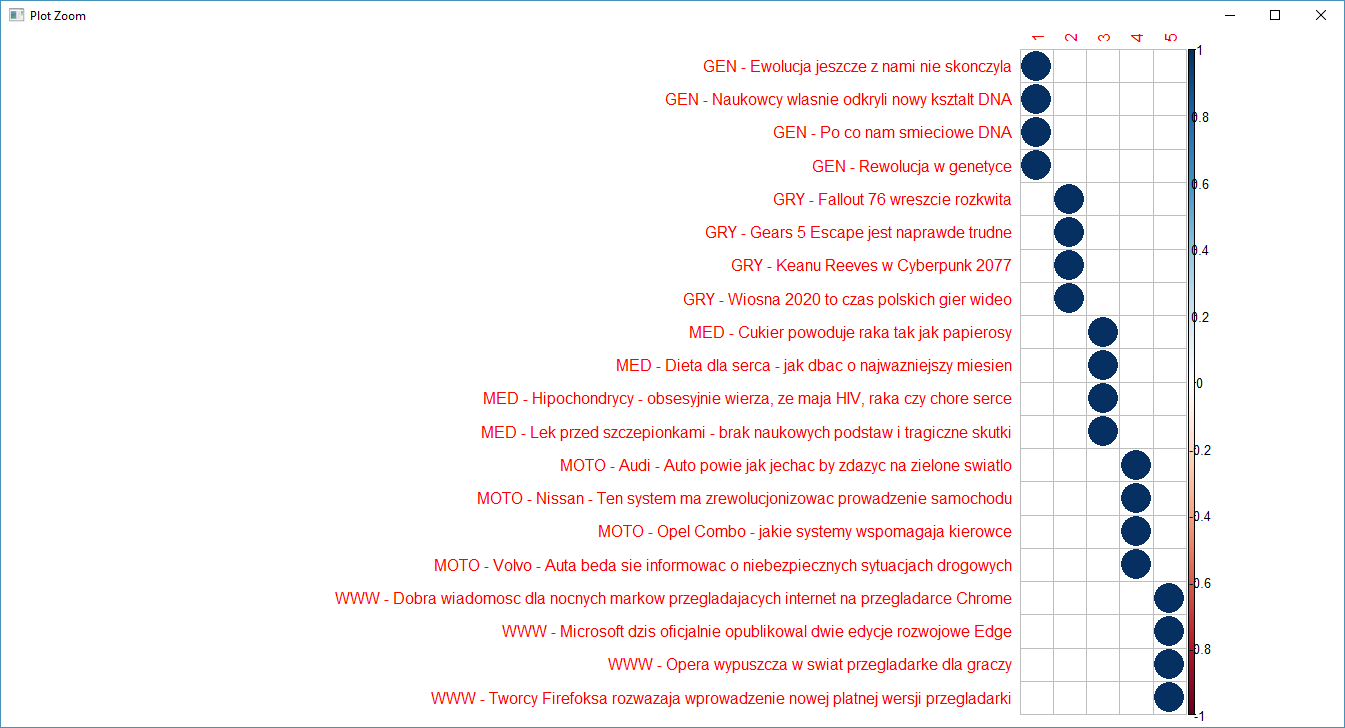 Plot Zoom
1 2 3 4 5
GEN - Ewolucja jeszcze z nami nie skonczyla
GEN - Naukowcy wlasnie odkryli nowy ksztalt DNA
GEN - Po co nam smieciowe DNA
GEN - Rewolucja w genetyce
GRY - Fallout 76 wreszcie rozkwita
GRY - Gears 5 Escape jest naprawde trudne
GRY - Keanu Reeves w Cyberpunk 2077
GRY - Wiosna 2020 to czas polskich gier wideo
MED - Cukier powoduje raka tak jak papierosy
MED - Dieta dla serca - jak dbac o najwazniejszy miesien
MED - Hipochondrycy - obsesyjnie wierza, ze maja HIV, raka czy chore serce
MED - Lek przed szczepionkami - brak naukowych podstaw i tragiczne skutki
MOTO - Audi - Auto powie jak jechac by zdazyc na zielone swiatlo
MOTO - Nissan - Ten system ma zrewolucjonizowac prowadzenie samochodu
MOTO - Opel Combo - jakie systemy wspomagaja kierowce
MOTO - Volvo - Auta beda sie informowac o niebezpiecznych sytuacjach drogowych
WWW - Dobra wiadomosc dla nocnych markow przegladajacych internet na przegladarce Chrome
WWW - Microsoft dzis oficjalnie opublikowal dwie edycje rozwojowe Edge
WWW - Opera wypuszcza w swiat przegladarke dla graczy
WWW - Tworcy Firefoksa rozwazaja wprowadzenie nowej platnej wersji przegladarki
1
0.8
0.6
0.4
0.2
0
-0.2
-0.4
-0.6
-0.8
-1